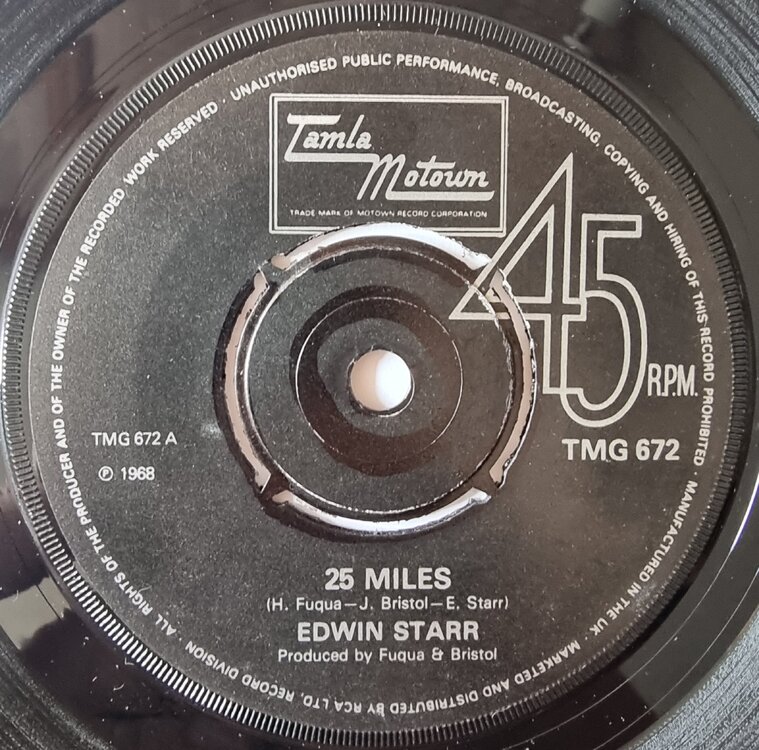 ALL RIGHTS OF THE PRODUCER AND OF THE OWNER OF THE RECORDED WORK RESERVED · UNAUTHORISED PUBLIC PERFORMANCE, BROADCASTING, COPYING AND HIRING OF THIS RECORD PROHIBITED MANUFACTURED IN THE UK MARKETED AND DISTRIBUTED BY RCA LTD, RECORD DIVISION
Tamla
Motown
TRADE MARK OF MOTOWN RECORD CORPORATION
45
R.P.M.
TMG 672
TMG 672 A
℗ 1968
25 MILES
(H. Fuqua—J. Bristol—E. Starr)
EDWIN STARR
Produced by Fuqua & Bristol